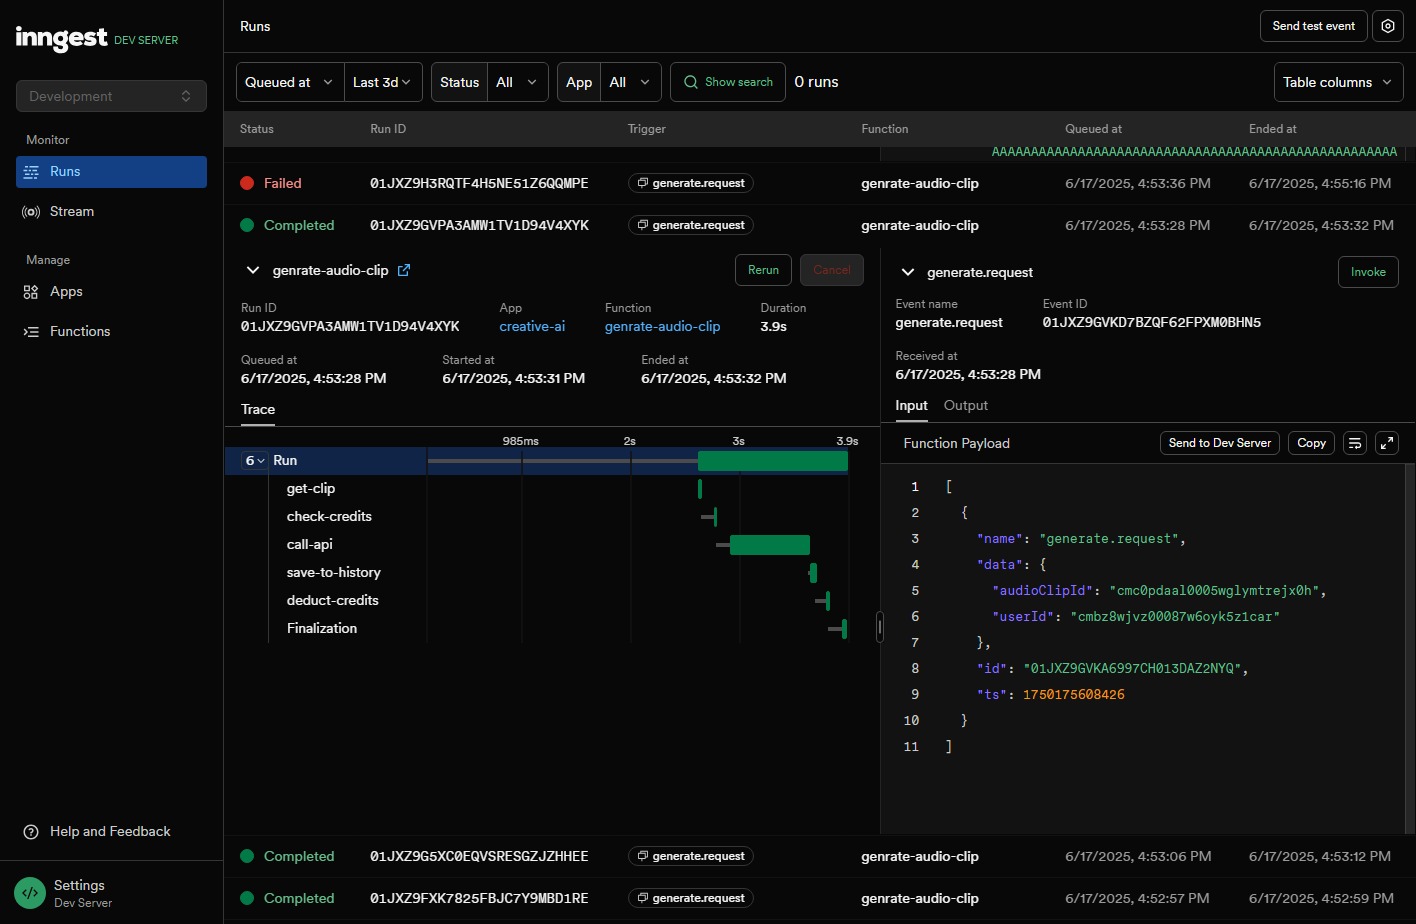 inngest DEV SERVER
Development
Monitor
Runs
Stream
Manage
Apps
Functions
Help and Feedback
Settings
Dev Server
Runs
Send test event
Queued at Last 3d Status All App All Show search 0 runs Table columns
Status Run ID Trigger Function Queued at Ended at
Failed 01JXZ9H3RQTF4H5NE51Z6QQMPE generate.request genrate-audio-clip 6/17/2025, 4:53:36 PM 6/17/2025, 4:55:16 PM
Completed 01JXZ9GVPA3AMW1TV1D94V4XYK generate.request genrate-audio-clip 6/17/2025, 4:53:28 PM 6/17/2025, 4:53:32 PM
genrate-audio-clip Rerun Cancel
Run ID App Function Duration
01JXZ9GVPA3AMW1TV1D94V4XYK creative-ai genrate-audio-clip 3.9s
Queued at Started at Ended at
6/17/2025, 4:53:28 PM 6/17/2025, 4:53:31 PM 6/17/2025, 4:53:32 PM
Trace
985ms 2s 3s 3.9s
6 Run
get-clip
check-credits
call-api
save-to-history
deduct-credits
Finalization
generate.request Invoke
Event name Event ID
generate.request 01JXZ9GVKD7BZQF62FPXM0BHN5
Received at
6/17/2025, 4:53:28 PM
Input Output
Function Payload Send to Dev Server Copy
1 [
2 {
3 "name": "generate.request",
4 "data": {
5 "audioClipId": "cmc0pdaal0005wglymtrejx0h",
6 "userId": "cmbz8wjvz00087w6oyk5z1car"
7 },
8 "id": "01JXZ9GVKA6997CH013DAZ2NYQ",
9 "ts": 1750175608426
10 }
11 ]
Completed 01JXZ9G5XC0EQVSRESGZJZHHEE generate.request genrate-audio-clip 6/17/2025, 4:53:06 PM 6/17/2025, 4:53:12 PM
Completed 01JXZ9FXK7825FBJC7Y9MBD1RE generate.request genrate-audio-clip 6/17/2025, 4:52:57 PM 6/17/2025, 4:52:59 PM